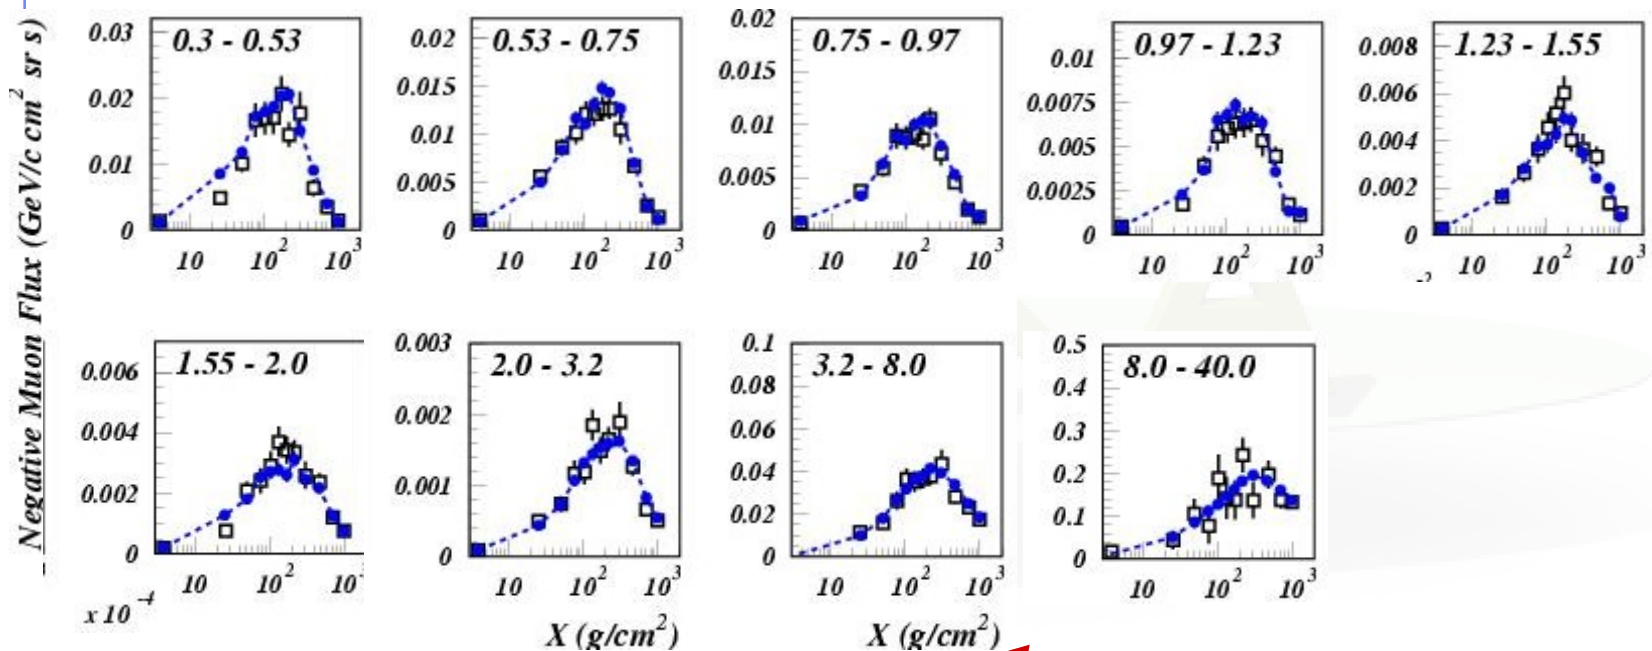 Negative Muon Flux (GeV/c cm² sr s)
0.3 - 0.53
0.03
0.02
0.01
0
10 10² 10³
0.53 - 0.75
0.02
0.015
0.01
0.005
0
10 10² 10³
0.75 - 0.97
0.02
0.015
0.01
0.005
0
10 10² 10³
0.97 - 1.23
0.01
0.0075
0.005
0.0025
0
10 10² 10³
1.23 - 1.55
0.008
0.006
0.004
0.002
0
10 10² 10³
1.55 - 2.0
0.006
0.004
0.002
0
10 10² 10³
x 10⁻⁴
2.0 - 3.2
0.003
0.002
0.001
0
10 10² 10³
X (g/cm²)
3.2 - 8.0
0.1
0.08
0.06
0.04
0.02
0
10 10² 10³
X (g/cm²)
8.0 - 40.0
0.5
0.4
0.3
0.2
0.1
0
10 10² 10³